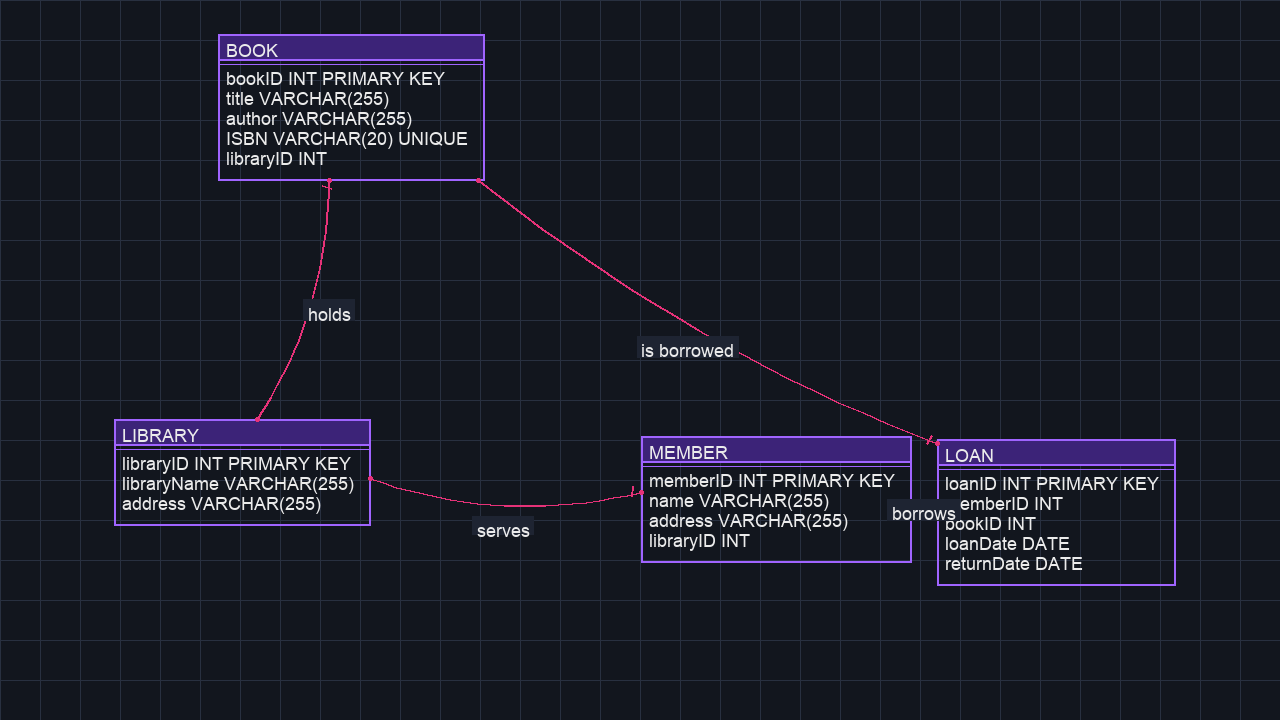 BOOK
bookID INT PRIMARY KEY
title VARCHAR(255)
author VARCHAR(255)
ISBN VARCHAR(20) UNIQUE
libraryID INT
holds
is borrowed
LIBRARY
libraryID INT PRIMARY KEY
libraryName VARCHAR(255)
address VARCHAR(255)
serves
MEMBER
memberID INT PRIMARY KEY
name VARCHAR(255)
address VARCHAR(255)
libraryID INT
borrows
LOAN
loanID INT PRIMARY KEY
emberID INT
bookID INT
loanDate DATE
returnDate DATE